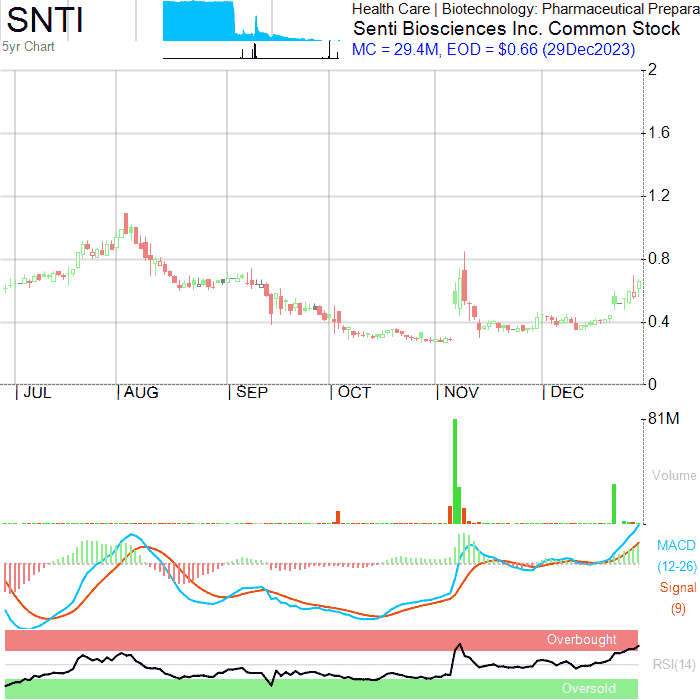 SNTI
5yr Chart
Health Care | Biotechnology: Pharmaceutical Prepara
Senti Biosciences Inc. Common Stock
MC = 29.4M, EOD = $0.66 (29Dec2023)
2
1.6
1.2
0.8
0.4
0
JUL AUG SEP OCT NOV DEC
81M
Volume
MACD
(12-26)
Signal
(9)
Overbought
RSI(14)
Oversold